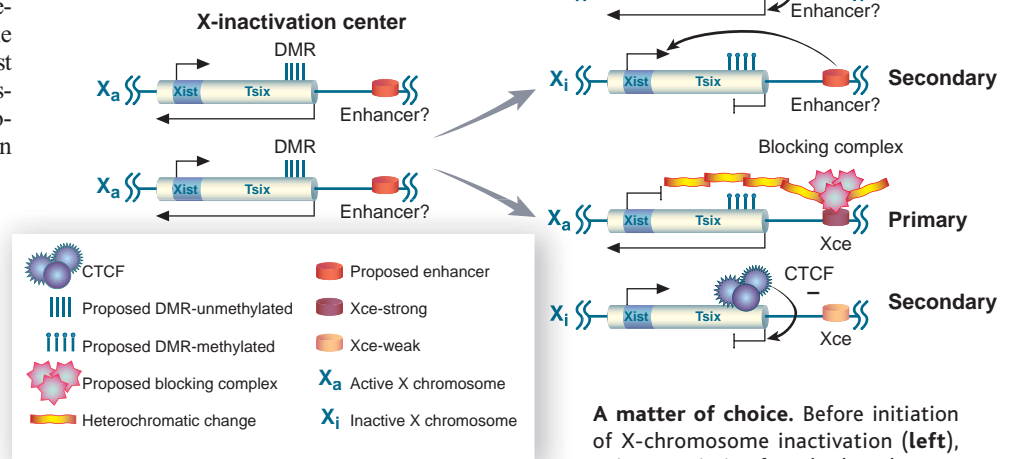 X-inactivation center
DMR
Xa
Xist
Tsix
Enhancer?
DMR
Xa
Xist
Tsix
Enhancer?
CTCF
Proposed DMR-unmethylated
Proposed DMR-methylated
Proposed blocking complex
Heterochromatic change
Proposed enhancer
Xce-strong
Xce-weak
Xa Active X chromosome
Xi Inactive X chromosome
Enhancer?
Xi
Xist
Tsix
Enhancer?
Secondary
Blocking complex
Xa
Xist
Tsix
Xce
Primary
CTCF
–
Xi
Xist
Tsix
Xce
Secondary
A matter of choice. Before initiation
of X-chromosome inactivation (left),